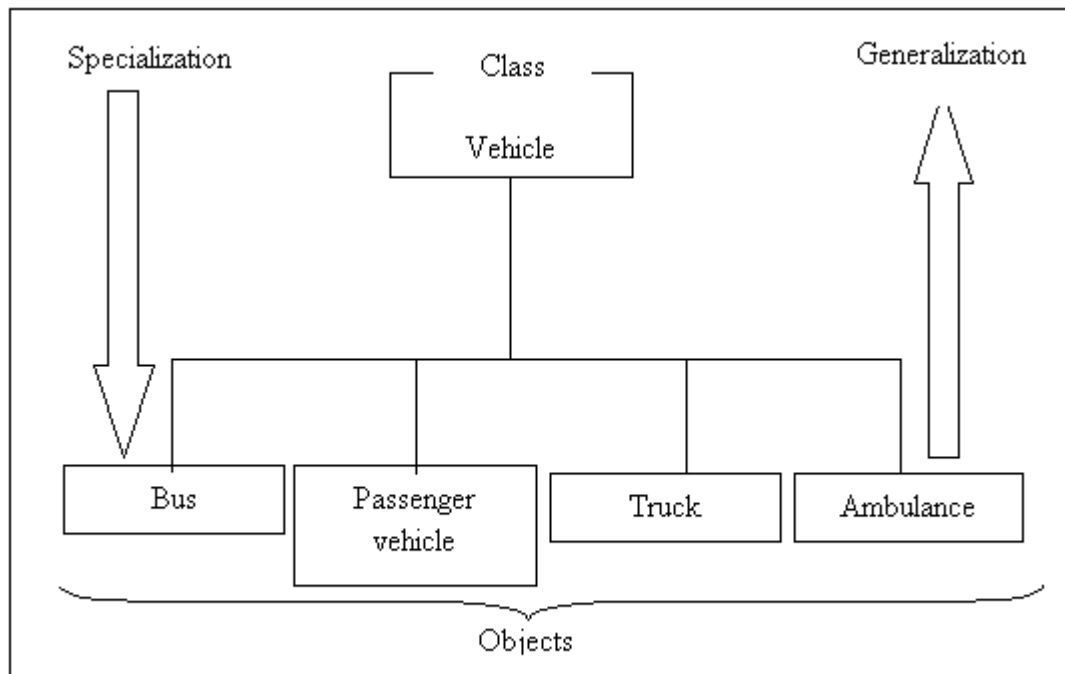 Specialization
Class
Generalization
Vehicle
Bus
Passenger
vehicle
Truck
Ambulance
Objects